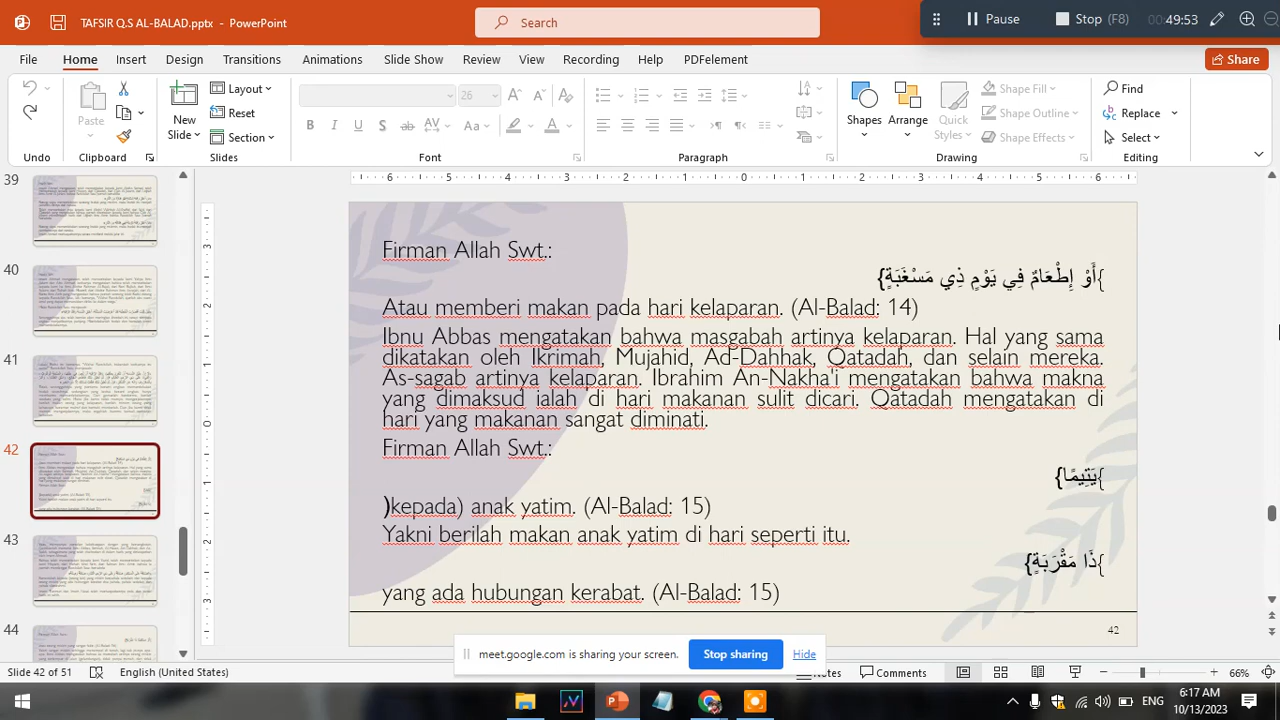 TAFSIR Q.S AL-BALAD.pptx - PowerPoint
Search
Pause
Stop (F8)
00:49:53
File Home Insert Design Transitions Animations Slide Show Review View Recording Help PDFelement
Share
Paste
New Slide
Layout
Reset
Section
26
Shapes
Arrange
Quick Styles
Shape Fill
Shape Outline
Shape Effects
Find
Replace
Select
Undo Clipboard Slides Font Paragraph Drawing Editing
39
40
41
42
43
44
Firman Allah Swt.:
{أَوْ إِطْعَامٌ فِي يَوْمٍ ذِي مَسْغَبَةٍ}
Atau memberi makan pada hari kelaparan. (Al-Balad: 14)
Ibnu Abbas mengatakan bahwa masgabah artinya kelaparan. Hal yang sama
dikatakan oleh Ikrimah, Mujahid, Ad-Dahhak, Qatadah, dan selain mereka.
As-sagab artinya kelaparan. Ibrahim An-Nakha'i mengatakan bahwa makna
yang dimaksud ialah di hari makanan sulit dicari. Qatadah mengatakan di
hari yang makanan sangat diminati.
Firman Allah Swt.:
{يَتِيمًا}
)kepada) anak yatim. (Al-Balad: 15)
Yakni berilah makan anak yatim di hari seperti itu.
{ذَا مَقْرَبَةٍ}
yang ada hubungan kerabat. (Al-Balad: 15)
42
meet.google.com is sharing your screen.
Stop sharing
Hide
Slide 42 of 51
English (United States)
Notes
Comments
66%
ENG
6:17 AM
10/13/2023